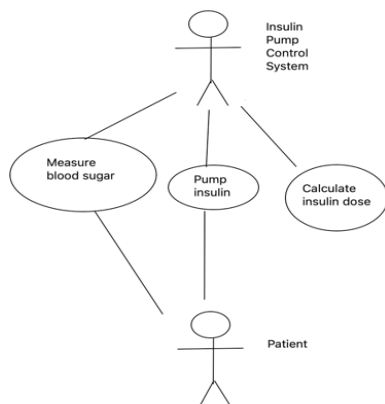 Insulin
Pump
Control
System
Measure
blood sugar
Pump
insulin
Calculate
insulin dose
Patient